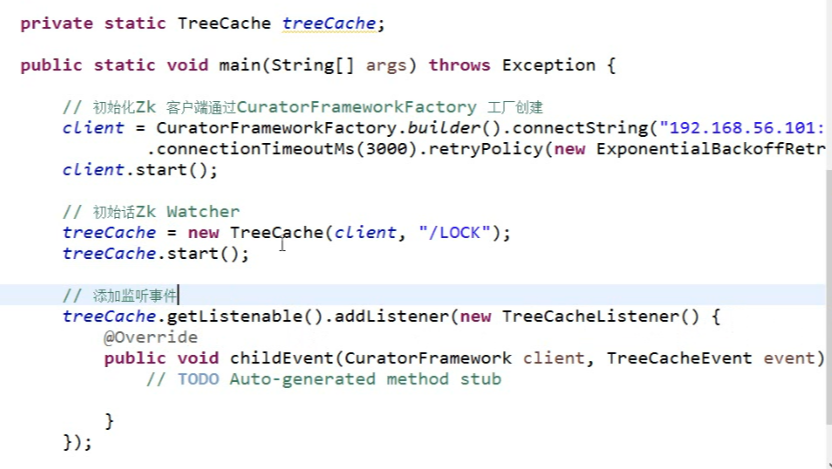 private static TreeCache treeCache;
public static void main(String[] args) throws Exception {
// 初始化Zk 客户端通过CuratorFrameworkFactory 工厂创建
client = CuratorFrameworkFactory.builder().connectString("192.168.56.101:
.connectionTimeoutMs(3000).retryPolicy(new ExponentialBackoffRetr
client.start();
// 初始话Zk Watcher
treeCache = new TreeCache(client, "/LOCK");
treeCache.start();
// 添加监听事件
treeCache.getListenable().addListener(new TreeCacheListener() {
@Override
public void childEvent(CuratorFramework client, TreeCacheEvent event)
// TODO Auto-generated method stub
}
});